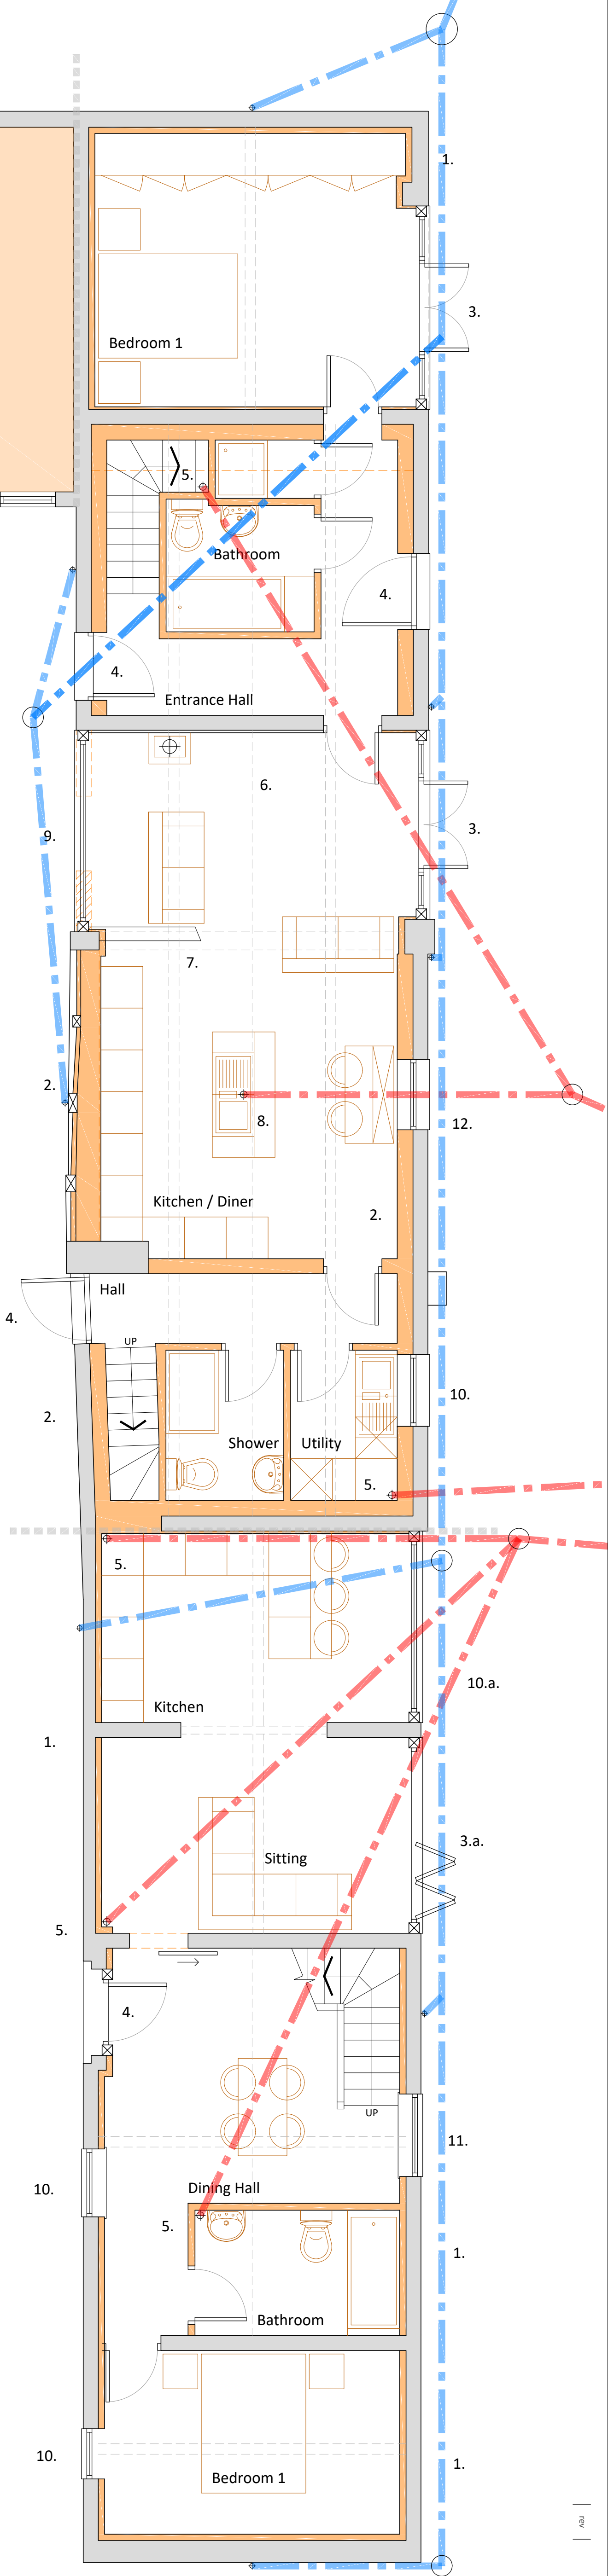 1.
3.
Bedroom 1
5.
Bathroom
4.
4.
Entrance Hall
6.
3.
9.
7.
2.
8.
12.
Kitchen / Diner
2.
Hall
4.
UP
10.
2.
Shower
Utility
5.
5.
10.a.
Kitchen
1.
3.a.
Sitting
5.
4.
UP
11.
10.
Dining Hall
5.
1.
Bathroom
10.
1.
Bedroom 1
rev